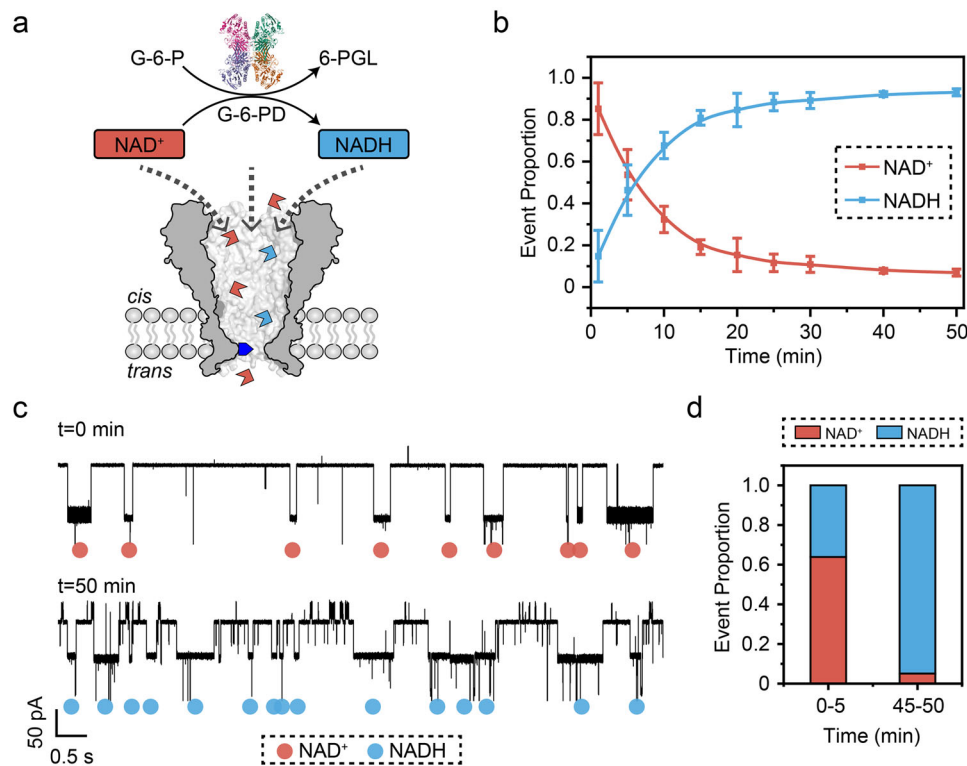 a
G-6-P
6-PGL
G-6-PD
NAD⁺
NADH
cis
trans
b
Event Proportion
1.0
0.8
0.6
0.4
0.2
0
NAD⁺
NADH
0 10 20 30 40 50
Time (min)
c
t=0 min
t=50 min
50 pA
0.5 s
NAD⁺ NADH
d
NAD⁺ NADH
Event Proportion
1.0
0.8
0.6
0.4
0.2
0
0-5 45-50
Time (min)